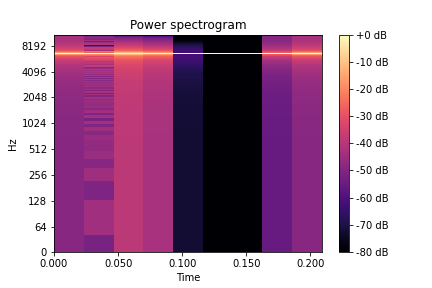 Power spectrogram
Hz
8192
4096
2048
1024
512
256
128
64
0
0.000 0.050 0.100 0.150 0.200
Time
+0 dB
-10 dB
-20 dB
-30 dB
-40 dB
-50 dB
-60 dB
-70 dB
-80 dB